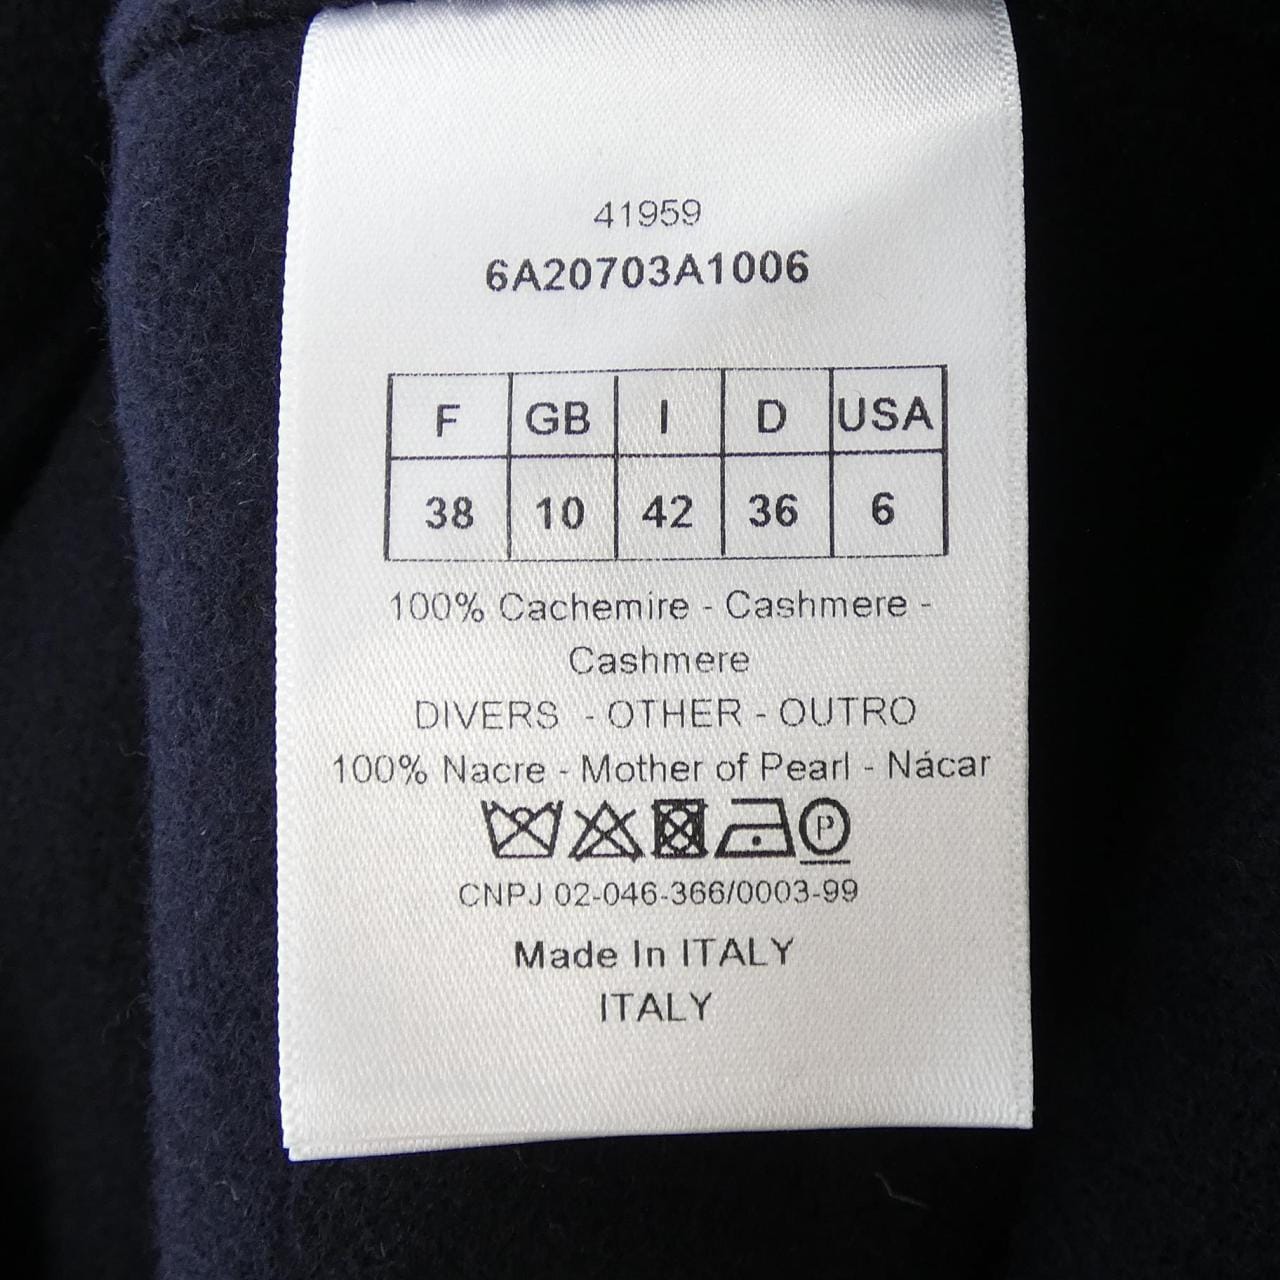 41959
6A20703A1006
F GB I D USA
38 10 42 36 6
100% Cachemire - Cashmere -
Cashmere
DIVERS - OTHER - OUTRO
100% Nacre - Mother of Pearl - Nácar
P
CNPJ 02-046-366/0003-99
Made In ITALY
ITALY